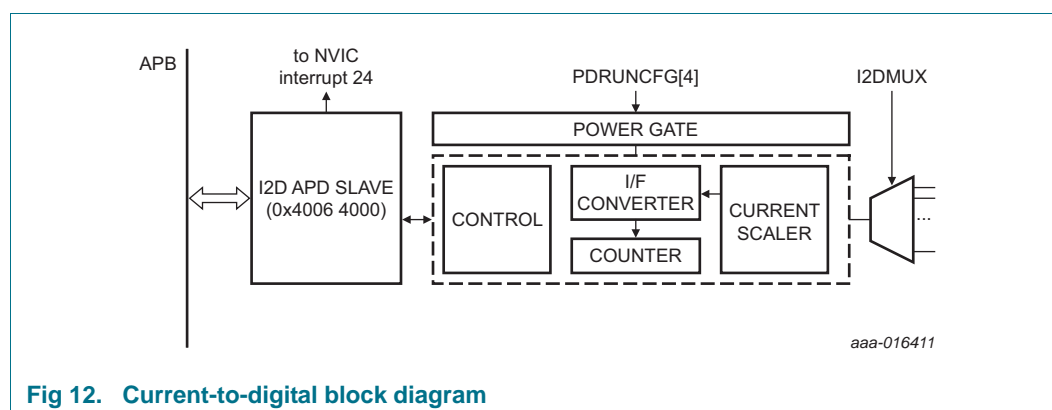 APB
to NVIC
interrupt 24
PDRUNCFG[4]
I2DMUX
POWER GATE
I2D APD SLAVE
(0x4006 4000)
CONTROL
I/F
CONVERTER
COUNTER
CURRENT
SCALER
...
aaa-016411
Fig 12. Current-to-digital block diagram